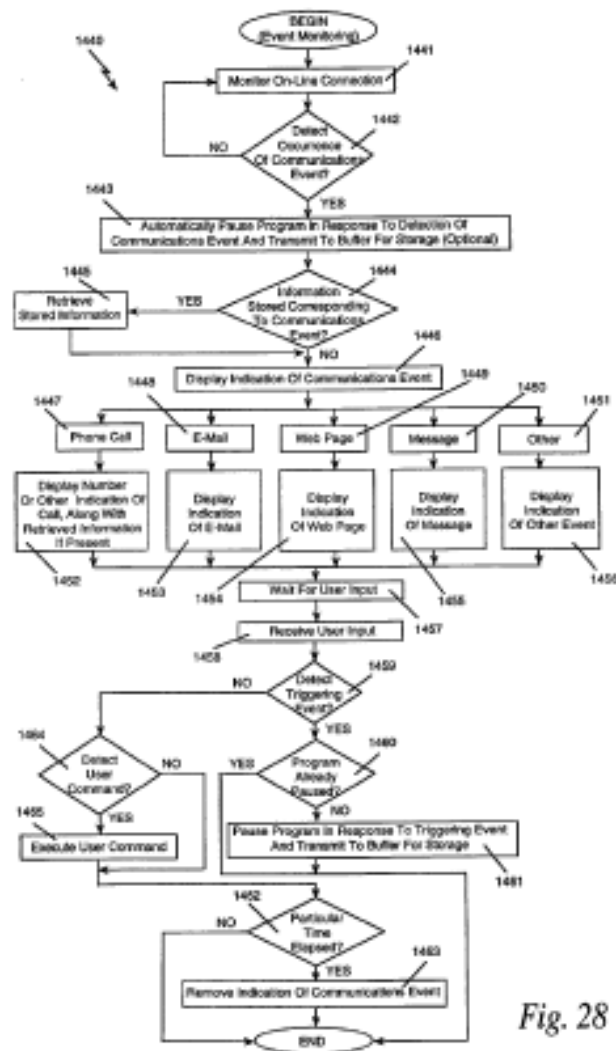 1440
BEGIN
(Event Monitoring)
1441
Monitor On-Line Connection
1442
Detect
Occurrence
Of Communications
Event?
NO
YES
1443
Automatically Pause Program In Response To Detection Of
Communications Event And Transmit To Buffer For Storage (Optional)
1444
Information
Stored Corresponding
To Communications
Event?
YES
1445
Retrieve
Stored Information
NO
1446
Display Indication Of Communications Event
1447
Phone Call
1448
E-Mail
1449
Web Page
1450
Message
1451
Other
Display Number
Or Other Indication Of
Call, Along With
Retrieved Information
If Present
1452
Display
Indication
Of E-Mail
1453
Display
Indication
Of Web Page
1454
Display
Indication
Of Message
1455
Display
Indication
Of Other Event
1456
Wait For User Input
1457
Receive User Input
1458
1459
Detect
Triggering
Event?
NO
YES
1464
Detect
User
Command?
NO
YES
1465
Execute User Command
1460
Program
Already
Paused?
YES
NO
Pause Program In Response To Triggering Event
And Transmit To Buffer For Storage
1461
1462
Particular
Time
Elapsed?
NO
YES
1463
Remove Indication Of Communications Event
END
Fig. 28